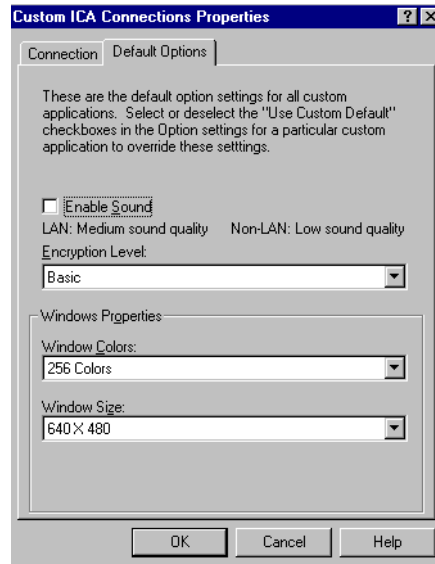 Custom ICA Connections Properties
Connection
Default Options
These are the default option settings for all custom
applications. Select or deselect the "Use Custom Default"
checkboxes in the Option settings for a particular custom
application to override these setttings.
Enable Sound
LAN: Medium sound quality Non-LAN: Low sound quality
Encryption Level:
Basic
Windows Properties
Window Colors:
256 Colors
Window Size:
640 X 480
OK Cancel Help